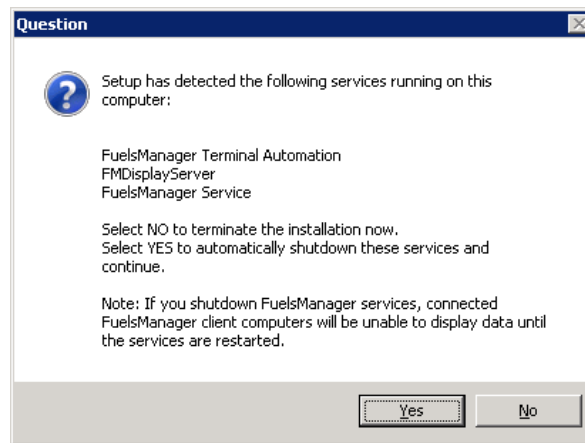 Question
Setup has detected the following services running on this
computer:
FuelsManager Terminal Automation
FMDisplayServer
FuelsManager Service
Select NO to terminate the installation now.
Select YES to automatically shutdown these services and
continue.
Note: If you shutdown FuelsManager services, connected
FuelsManager client computers will be unable to display data until
the services are restarted.
Yes
No